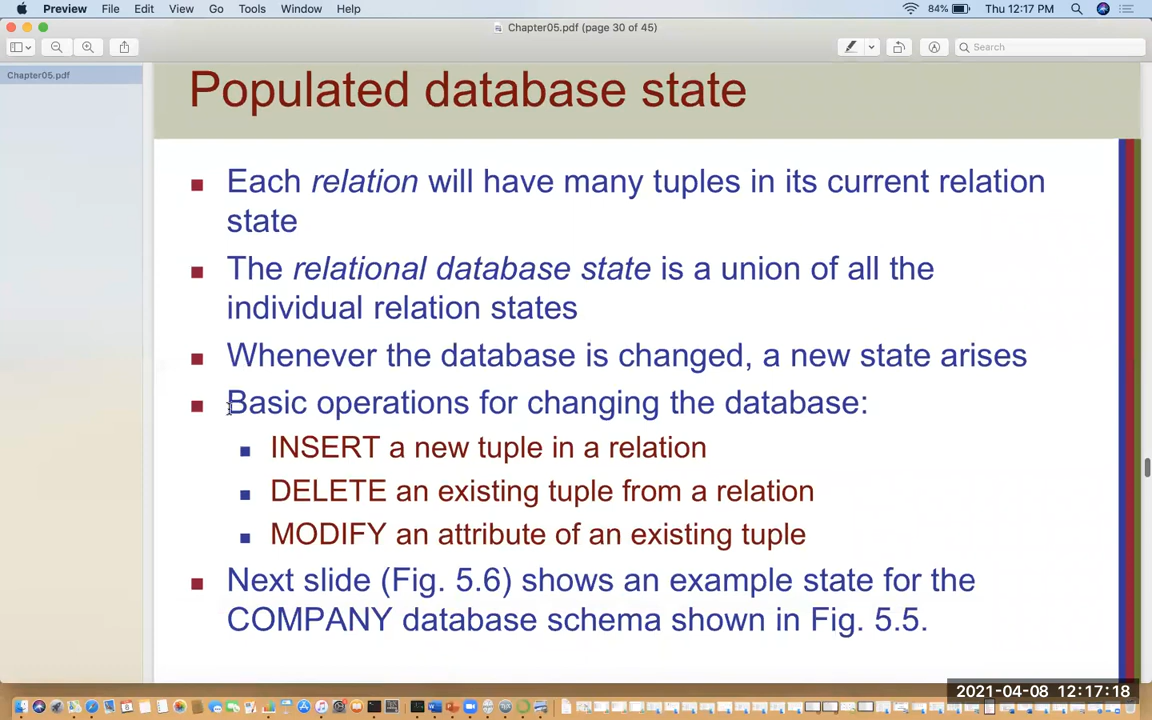 Preview File Edit View Go Tools Window Help 84% Thu 12:17 PM
Chapter05.pdf (page 30 of 45)
Search
Chapter05.pdf
Populated database state
Each relation will have many tuples in its current relation
state
The relational database state is a union of all the
individual relation states
Whenever the database is changed, a new state arises
Basic operations for changing the database:
INSERT a new tuple in a relation
DELETE an existing tuple from a relation
MODIFY an attribute of an existing tuple
Next slide (Fig. 5.6) shows an example state for the
COMPANY database schema shown in Fig. 5.5.
2021-04-08 12:17:18